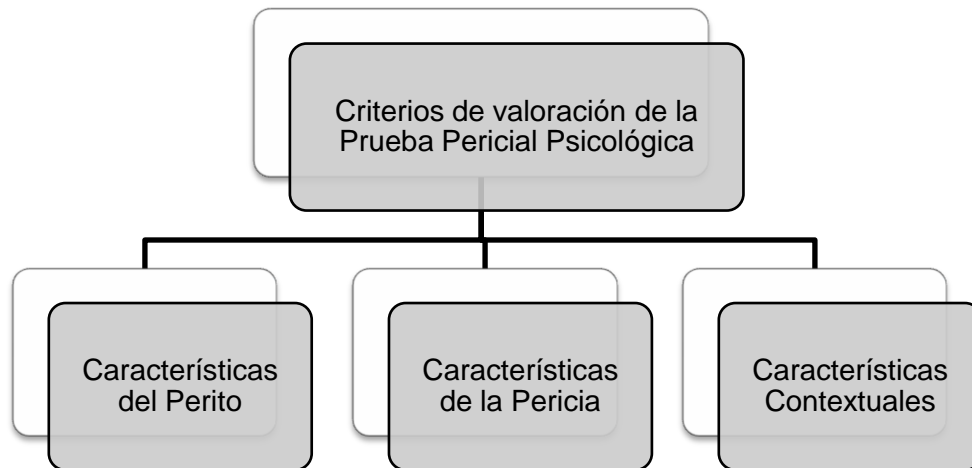 Criterios de valoración de la
Prueba Pericial Psicológica
Características
del Perito
Características
de la Pericia
Características
Contextuales